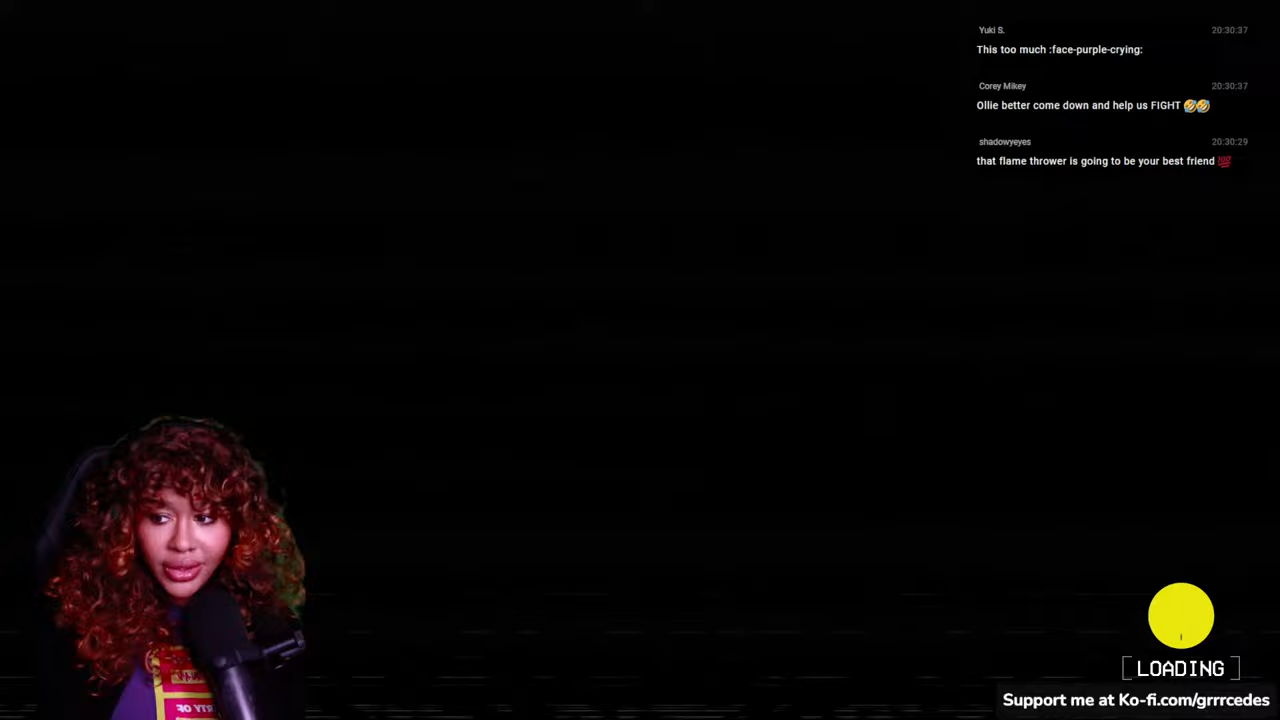 Yuki S. 20:30:37
This too much :face-purple-crying:
Corey Mikey 20:30:37
Ollie better come down and help us FIGHT 🤣🤣
shadowyeyes 20:30:29
that flame thrower is going to be your best friend 💯
RTY OF
[LOADING]
Support me at Ko-fi.com/grrrcedes